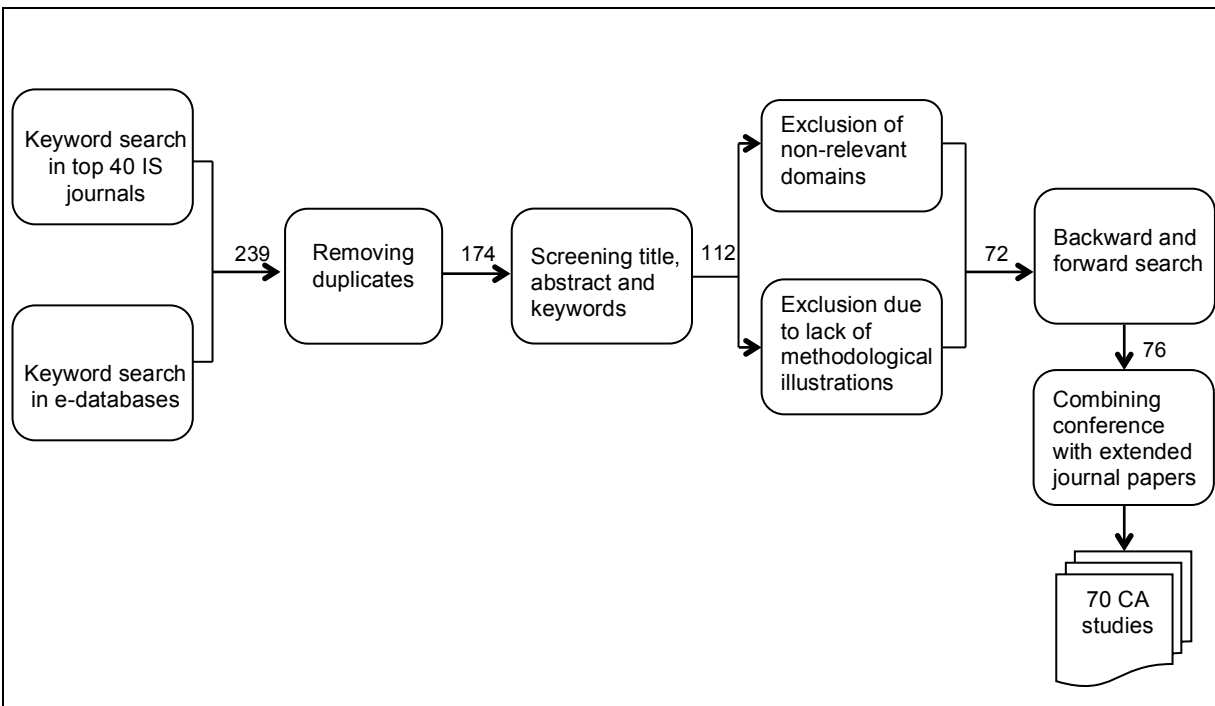 Keyword search
in top 40 IS
journals
Keyword search
in e-databases
239
Removing
duplicates
174
Screening title,
abstract and
keywords
112
Exclusion of
non-relevant
domains
Exclusion due to
lack of
methodological
illustrations
72
Backward and
forward search
76
Combining
conference
with extended
journal papers
70 CA
studies